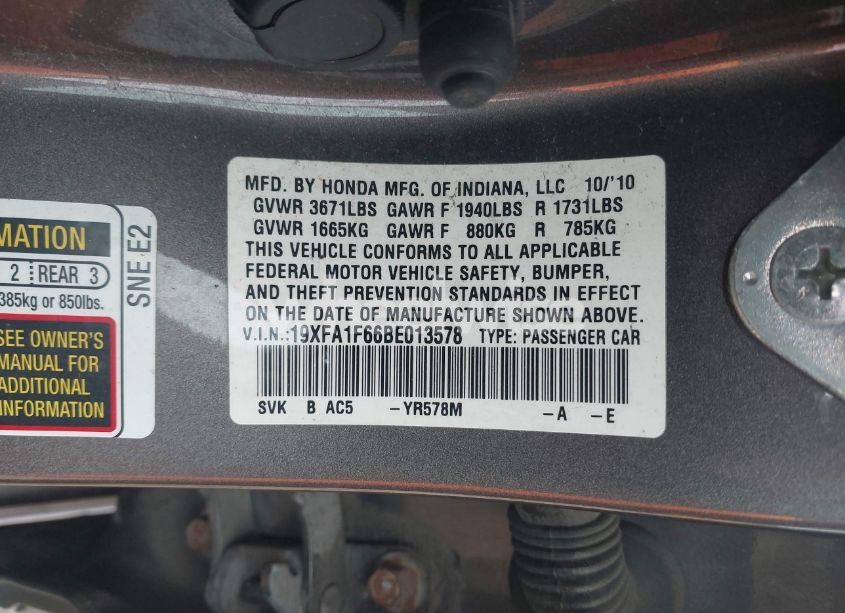 MFD. BY HONDA MFG. OF INDIANA, LLC 10/'10
GVWR 3671LBS GAWR F 1940LBS R 1731LBS
GVWR 1665KG GAWR F 880KG R 785KG
THIS VEHICLE CONFORMS TO ALL APPLICABLE
FEDERAL MOTOR VEHICLE SAFETY, BUMPER,
AND THEFT PREVENTION STANDARDS IN EFFECT
ON THE DATE OF MANUFACTURE SHOWN ABOVE.
V.I.N.:19XFA1F66BE013578 TYPE: PASSENGER CAR
SVK B AC5 -YR578M -A -E
MATION
2 REAR 3
385kg or 850lbs.
SEE OWNER'S
MANUAL FOR
ADDITIONAL
INFORMATION
SNE E2